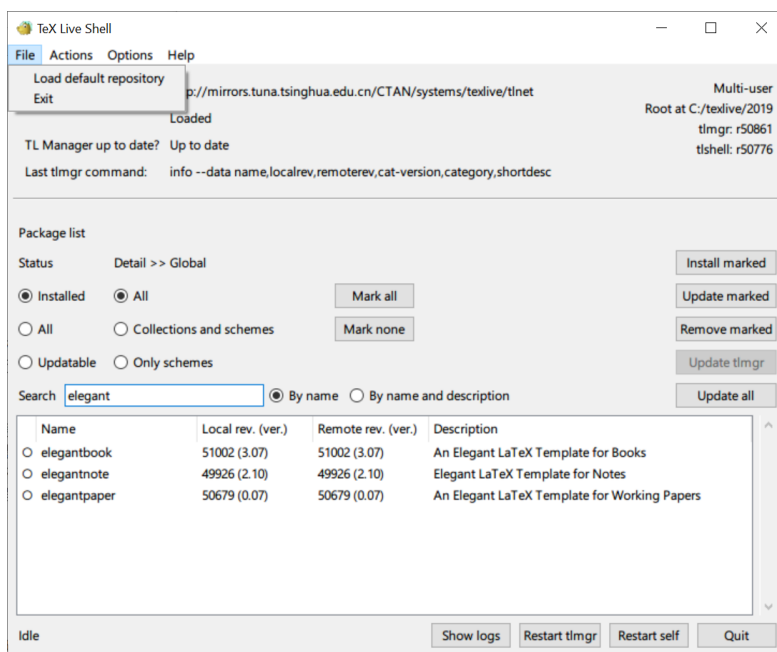 TeX Live Shell
File Actions Options Help
Load default repository
Exit
p://mirrors.tuna.tsinghua.edu.cn/CTAN/systems/texlive/tlnet
Multi-user
Loaded
Root at C:/texlive/2019
tlmgr: r50861
TL Manager up to date? Up to date
tlshell: r50776
Last tlmgr command: info --data name,localrev,remoterev,cat-version,category,shortdesc
Package list
Status Detail >> Global Install marked
Installed All Mark all Update marked
All Collections and schemes Mark none Remove marked
Updatable Only schemes Update tlmgr
Search elegant By name By name and description Update all
Name Local rev. (ver.) Remote rev. (ver.) Description
elegantbook 51002 (3.07) 51002 (3.07) An Elegant LaTeX Template for Books
elegantnote 49926 (2.10) 49926 (2.10) Elegant LaTeX Template for Notes
elegantpaper 50679 (0.07) 50679 (0.07) An Elegant LaTeX Template for Working Papers
Idle Show logs Restart tlmgr Restart self Quit